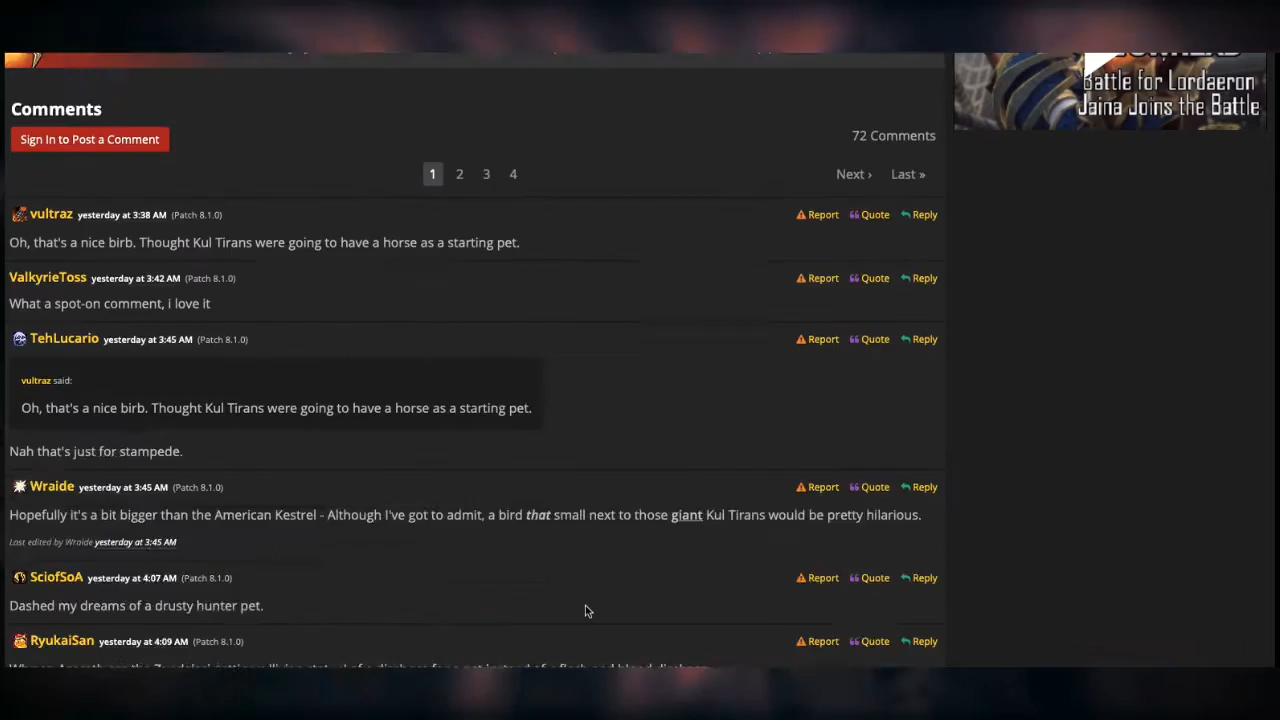 Battle for Lordaeron
Jaina Joins the Battle
Comments
Sign In to Post a Comment
72 Comments
1 2 3 4 Next › Last »
vultraz yesterday at 3:38 AM (Patch 8.1.0) Report Quote Reply
Oh, that's a nice birb. Thought Kul Tirans were going to have a horse as a starting pet.
ValkyrieToss yesterday at 3:42 AM (Patch 8.1.0) Report Quote Reply
What a spot-on comment, i love it
TehLucario yesterday at 3:45 AM (Patch 8.1.0) Report Quote Reply
vultraz said:
Oh, that's a nice birb. Thought Kul Tirans were going to have a horse as a starting pet.
Nah that's just for stampede.
Wraide yesterday at 3:45 AM (Patch 8.1.0) Report Quote Reply
Hopefully it's a bit bigger than the American Kestrel - Although I've got to admit, a bird that small next to those giant Kul Tirans would be pretty hilarious.
Last edited by Wraide yesterday at 3:45 AM
SciofSoA yesterday at 4:07 AM (Patch 8.1.0) Report Quote Reply
Dashed my dreams of a drusty hunter pet.
RyukaiSan yesterday at 4:09 AM (Patch 8.1.0) Report Quote Reply